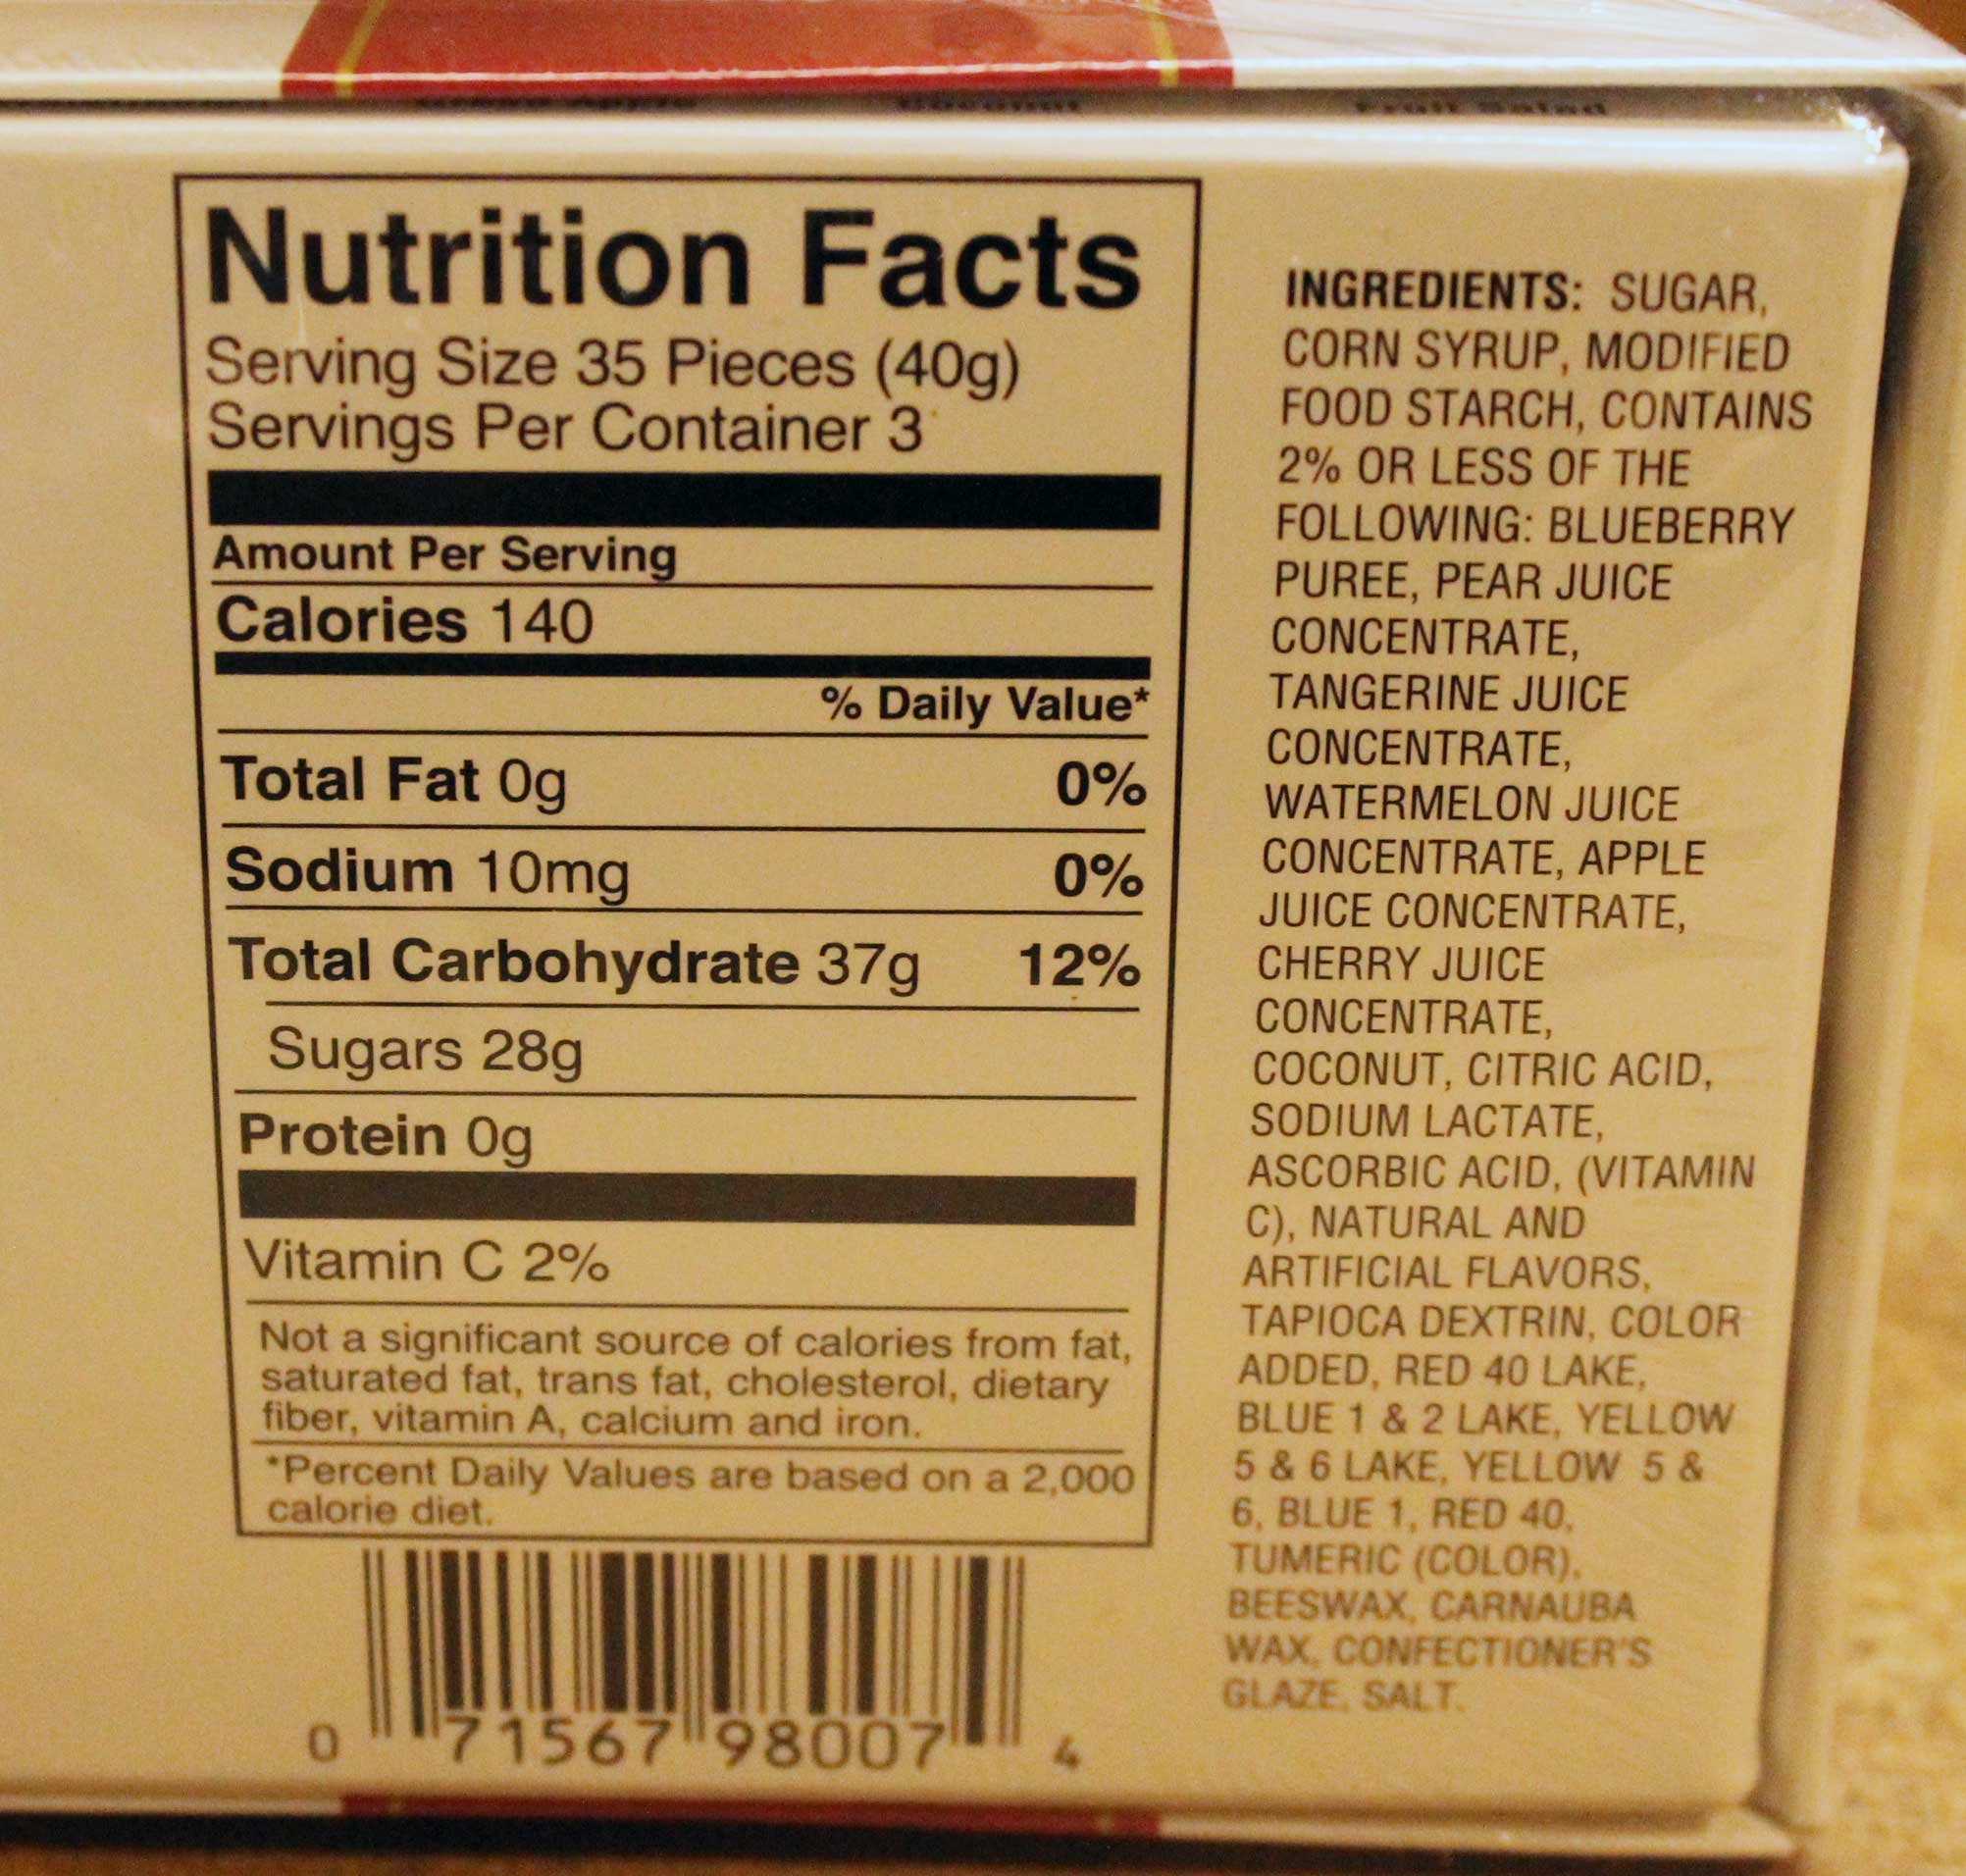 Coconut
Fruit Salad
Nutrition Facts
Serving Size 35 Pieces (40g)
Servings Per Container 3
Amount Per Serving
Calories 140
% Daily Value*
Total Fat 0g 0%
Sodium 10mg 0%
Total Carbohydrate 37g 12%
Sugars 28g
Protein 0g
Vitamin C 2%
Not a significant source of calories from fat,
saturated fat, trans fat, cholesterol, dietary
fiber, vitamin A, calcium and iron.
*Percent Daily Values are based on a 2,000
calorie diet.
0 71567 98007 4
INGREDIENTS: SUGAR,
CORN SYRUP, MODIFIED
FOOD STARCH, CONTAINS
2% OR LESS OF THE
FOLLOWING: BLUEBERRY
PUREE, PEAR JUICE
CONCENTRATE,
TANGERINE JUICE
CONCENTRATE,
WATERMELON JUICE
CONCENTRATE, APPLE
JUICE CONCENTRATE,
CHERRY JUICE
CONCENTRATE,
COCONUT, CITRIC ACID,
SODIUM LACTATE,
ASCORBIC ACID, (VITAMIN
C), NATURAL AND
ARTIFICIAL FLAVORS,
TAPIOCA DEXTRIN, COLOR
ADDED, RED 40 LAKE,
BLUE 1 & 2 LAKE, YELLOW
5 & 6 LAKE, YELLOW 5 &
6, BLUE 1, RED 40,
TUMERIC (COLOR),
BEESWAX, CARNAUBA
WAX, CONFECTIONER'S
GLAZE, SALT.